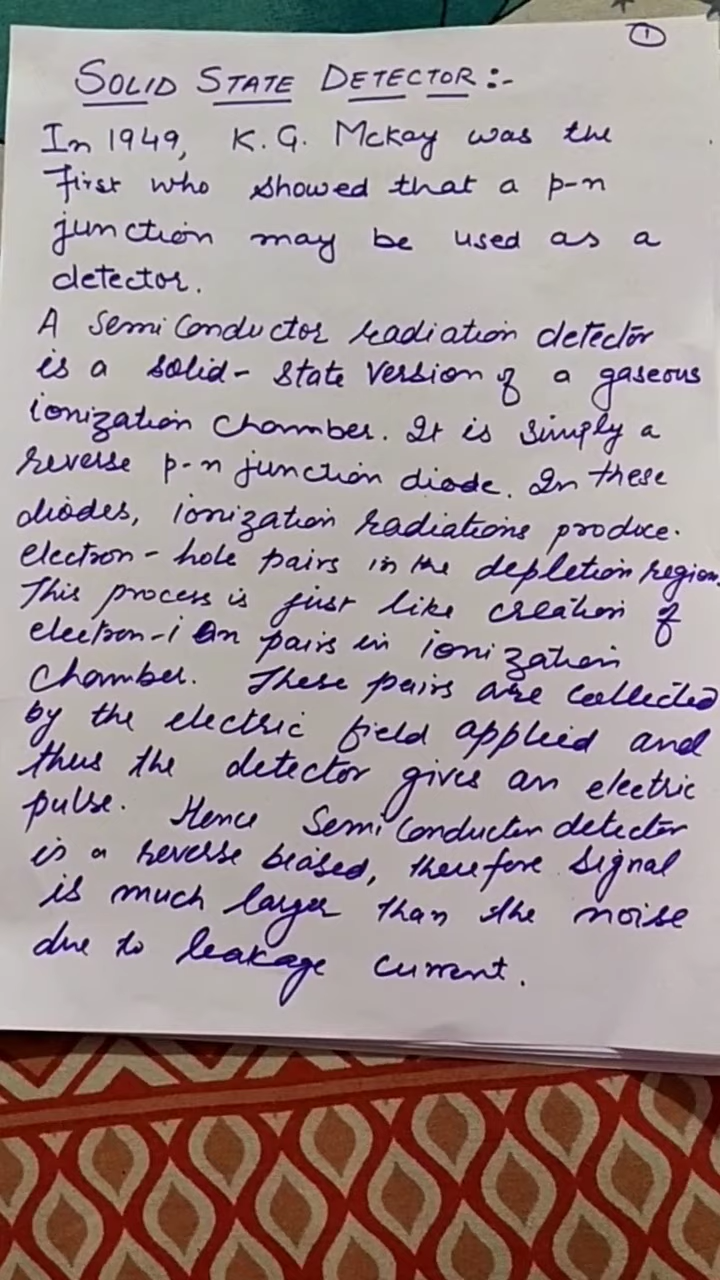 1
SOLID STATE DETECTOR :-
In 1949, K. G. Mckay was the
first who showed that a p-n
junction may be used as a
detector.
A Semi Conductor radiation detector
is a solid - State Version of a gaseous
ionization Chamber. It is simply a
reverse p-n junction diode. In these
diodes, ionization radiations produce.
electron - hole pairs in the depletion region.
This process is just like creation of
electron-ion pairs in ionization
Chamber. These pairs are collected
by the electric field applied and
thus the detector gives an electric
pulse. Hence Semi Conductor detector
is a reverse biased, therefore Signal
is much larger than the noise
due to leakage current.